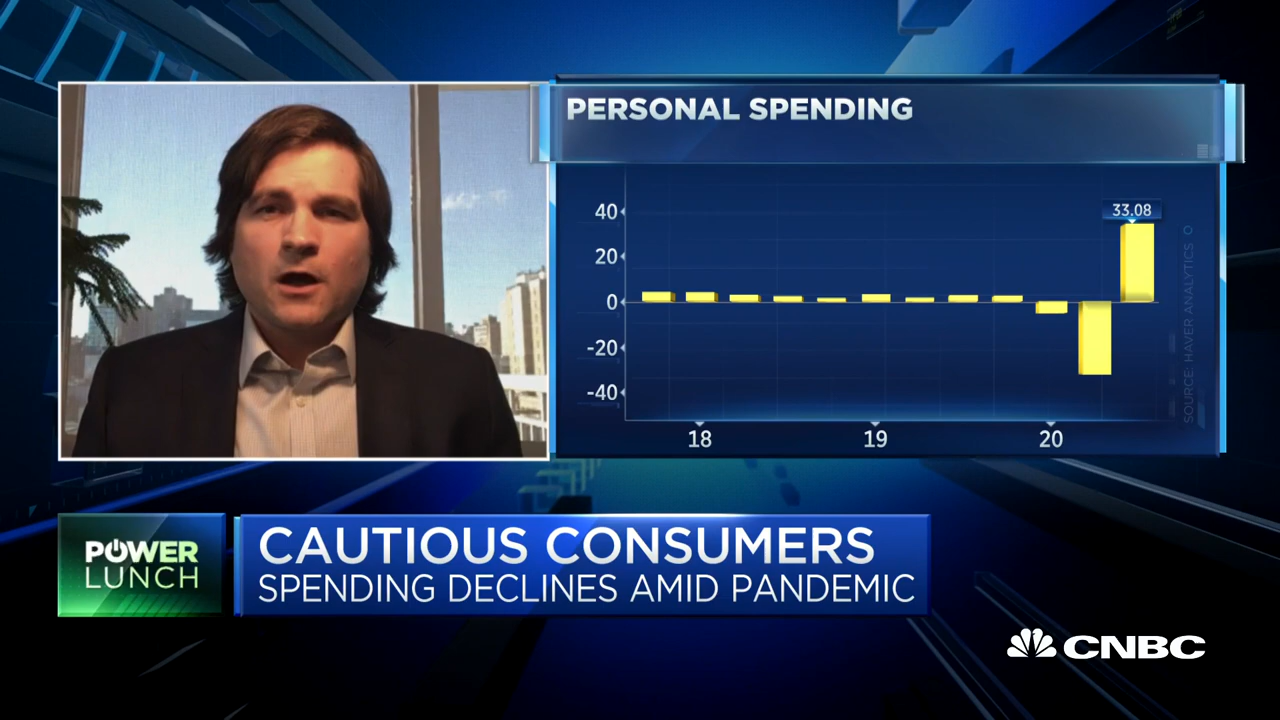 PERSONAL SPENDING
40
20
0
-20
-40
33.08
18
19
20
SOURCE: HAVER ANALYTICS
POWER
LUNCH
CAUTIOUS CONSUMERS
SPENDING DECLINES AMID PANDEMIC
CNBC